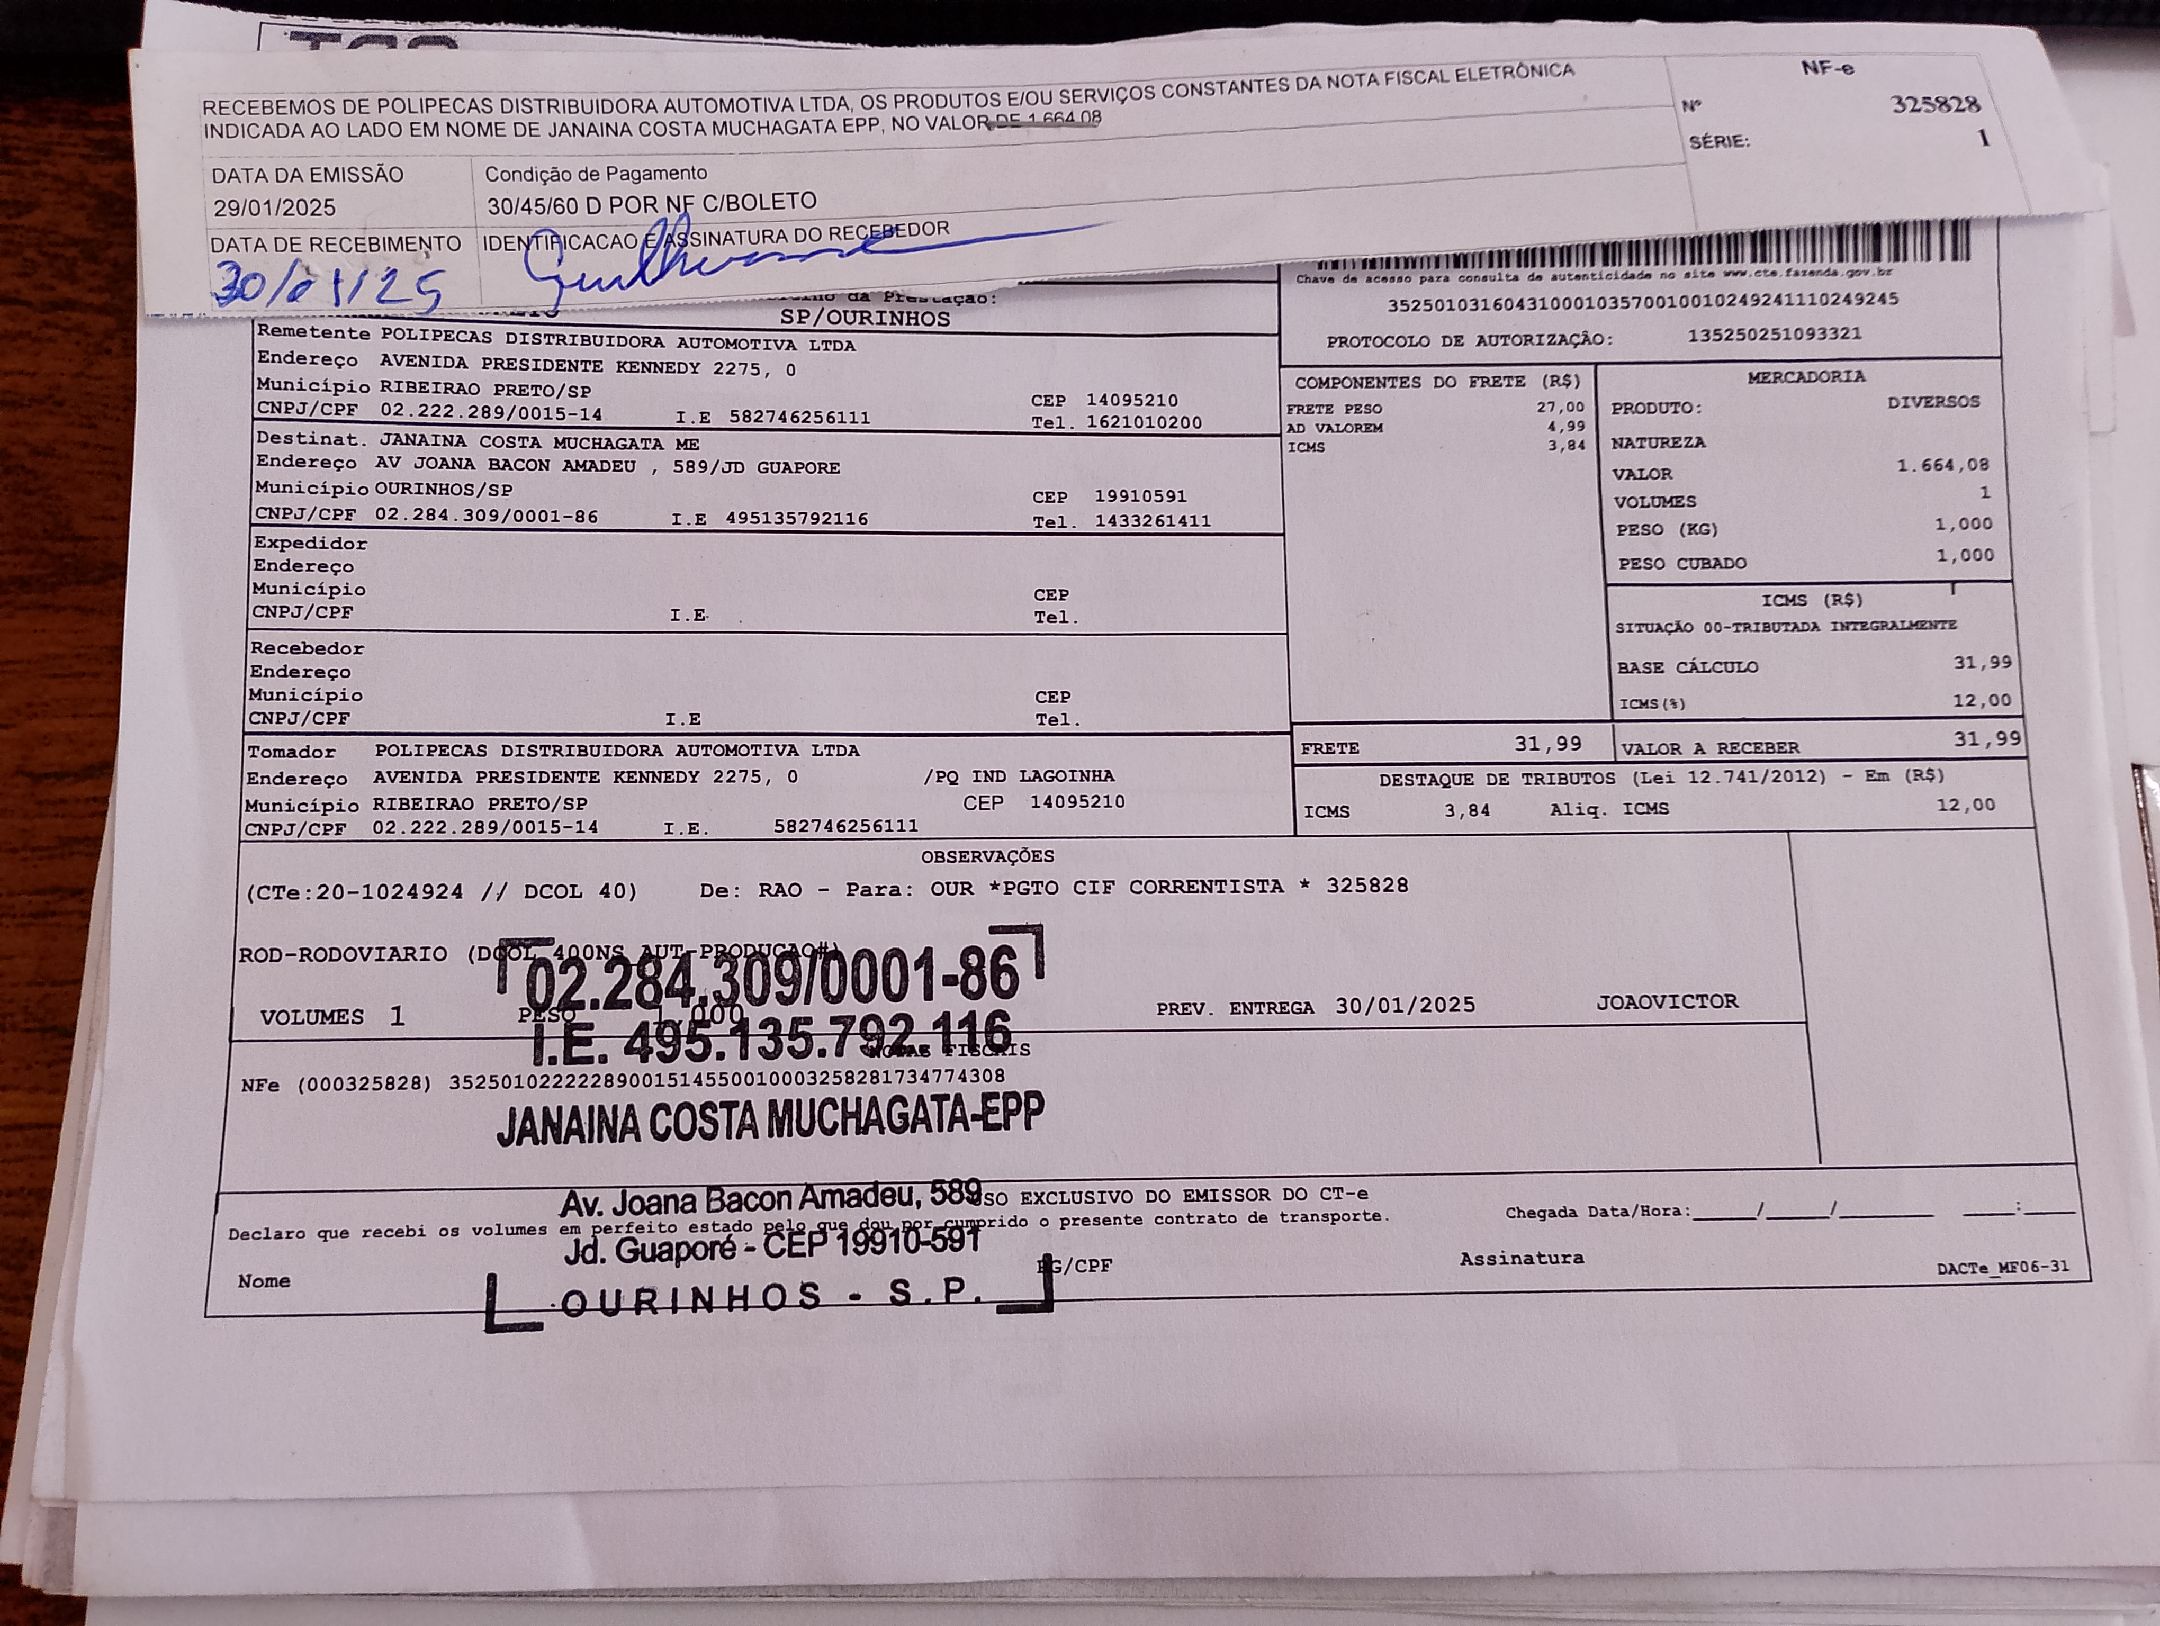 RECEBEMOS DE POLIPECAS DISTRIBUIDORA AUTOMOTIVA LTDA, OS PRODUTOS E/OU SERVIÇOS CONSTANTES DA NOTA FISCAL ELETRÔNICA
INDICADA AO LADO EM NOME DE JANAINA COSTA MUCHAGATA EPP, NO VALOR DE 1.664,08
NF-e
Nº 325828
SÉRIE: 1
DATA DA EMISSÃO
29/01/2025
Condição de Pagamento
30/45/60 D POR NF C/BOLETO
DATA DE RECEBIMENTO
30/01/25
IDENTIFICACAO E ASSINATURA DO RECEBEDOR
da Prestação:
SP/OURINHOS
Chave de acesso para consulta de autenticidade no site www.cte.fazenda.gov.br
35250103160431000103570010010249241110249245
PROTOCOLO DE AUTORIZAÇÃO: 135250251093321
Remetente POLIPECAS DISTRIBUIDORA AUTOMOTIVA LTDA
Endereço AVENIDA PRESIDENTE KENNEDY 2275, 0
Município RIBEIRAO PRETO/SP CEP 14095210
CNPJ/CPF 02.222.289/0015-14 I.E 582746256111 Tel. 1621010200
Destinat. JANAINA COSTA MUCHAGATA ME
Endereço AV JOANA BACON AMADEU , 589/JD GUAPORE
Município OURINHOS/SP CEP 19910591
CNPJ/CPF 02.284.309/0001-86 I.E 495135792116 Tel. 1433261411
Expedidor
Endereço
Município CEP
CNPJ/CPF I.E Tel.
Recebedor
Endereço
Município CEP
CNPJ/CPF I.E Tel.
Tomador POLIPECAS DISTRIBUIDORA AUTOMOTIVA LTDA
Endereço AVENIDA PRESIDENTE KENNEDY 2275, 0 /PQ IND LAGOINHA
Município RIBEIRAO PRETO/SP CEP 14095210
CNPJ/CPF 02.222.289/0015-14 I.E. 582746256111
COMPONENTES DO FRETE (R$)
FRETE PESO 27,00
AD VALOREM 4,99
ICMS 3,84
MERCADORIA
PRODUTO: DIVERSOS
NATUREZA
VALOR 1.664,08
VOLUMES 1
PESO (KG) 1,000
PESO CUBADO 1,000
ICMS (R$)
SITUAÇÃO 00-TRIBUTADA INTEGRALMENTE
BASE CÁLCULO 31,99
ICMS(%) 12,00
FRETE 31,99 VALOR A RECEBER 31,99
DESTAQUE DE TRIBUTOS (Lei 12.741/2012) - Em (R$)
ICMS 3,84 Aliq. ICMS 12,00
OBSERVAÇÕES
(CTe:20-1024924 // DCOL 40) De: RAO - Para: OUR *PGTO CIF CORRENTISTA * 325828
ROD-RODOVIARIO (DCOL 400NS AUT-PRODUCAO#)
VOLUMES 1 PESO 1,000 PREV. ENTREGA 30/01/2025 JOAOVICTOR
NOTAS FISCAIS
NFe (000325828) 35250102222289001514550010003258281734774308
02.284.309/0001-86
I.E. 495.135.792.116
JANAINA COSTA MUCHAGATA-EPP
Av. Joana Bacon Amadeu, 589
Jd. Guaporé - CEP 19910-591
OURINHOS - S.P.
USO EXCLUSIVO DO EMISSOR DO CT-e
Declaro que recebi os volumes em perfeito estado pelo que dou por cumprido o presente contrato de transporte.
Chegada Data/Hora:_____/_____/________ ____:____
Nome RG/CPF Assinatura
DACTe_MF06-31